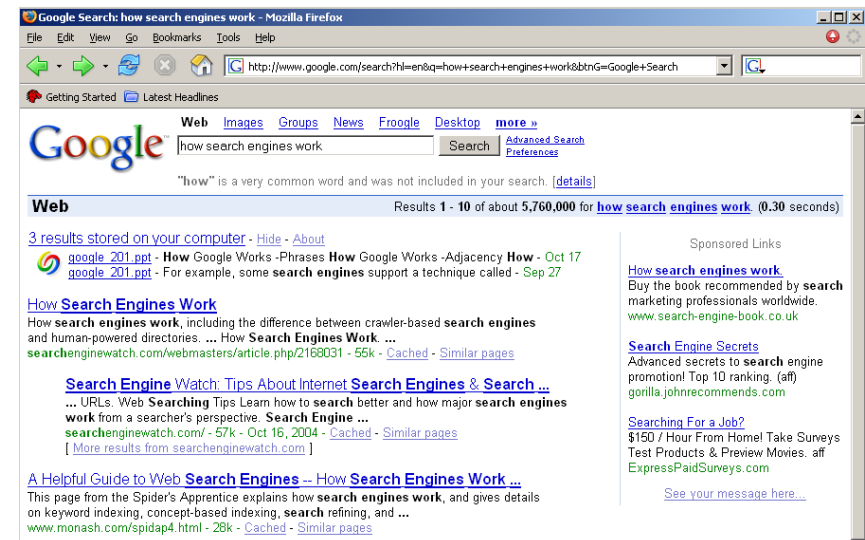 Google Search: how search engines work - Mozilla Firefox
File Edit View Go Bookmarks Tools Help
http://www.google.com/search?hl=en&q=how+search+engines+work&btnG=Google+Search
Getting Started Latest Headlines
Google™
Web Images Groups News Froogle Desktop more »
how search engines work Search Advanced Search
Preferences
"how" is a very common word and was not included in your search. [details]
Web Results 1 - 10 of about 5,760,000 for how search engines work. (0.30 seconds)
3 results stored on your computer - Hide - About
google_201.ppt - How Google Works -Phrases How Google Works -Adjacency How - Oct 17
google_201.ppt - For example, some search engines support a technique called - Sep 27
How Search Engines Work
How search engines work, including the difference between crawler-based search engines
and human-powered directories. ... How Search Engines Work. ...
searchenginewatch.com/webmasters/article.php/2168031 - 55k - Cached - Similar pages
Search Engine Watch: Tips About Internet Search Engines & Search ...
... URLs. Web Searching Tips Learn how to search better and how major search engines
work from a searcher's perspective. Search Engine ...
searchenginewatch.com/ - 57k - Oct 16, 2004 - Cached - Similar pages
[ More results from searchenginewatch.com ]
A Helpful Guide to Web Search Engines -- How Search Engines Work ...
This page from the Spider's Apprentice explains how search engines work, and gives details
on keyword indexing, concept-based indexing, search refining, and ...
www.monash.com/spidap4.html - 28k - Cached - Similar pages
Sponsored Links
How search engines work.
Buy the book recommended by search
marketing professionals worldwide.
www.search-engine-book.co.uk
Search Engine Secrets
Advanced secrets to search engine
promotion! Top 10 ranking. (aff)
gorilla.johnrecommends.com
Searching For a Job?
$150 / Hour From Home! Take Surveys
Test Products & Preview Movies. aff
ExpressPaidSurveys.com
See your message here...